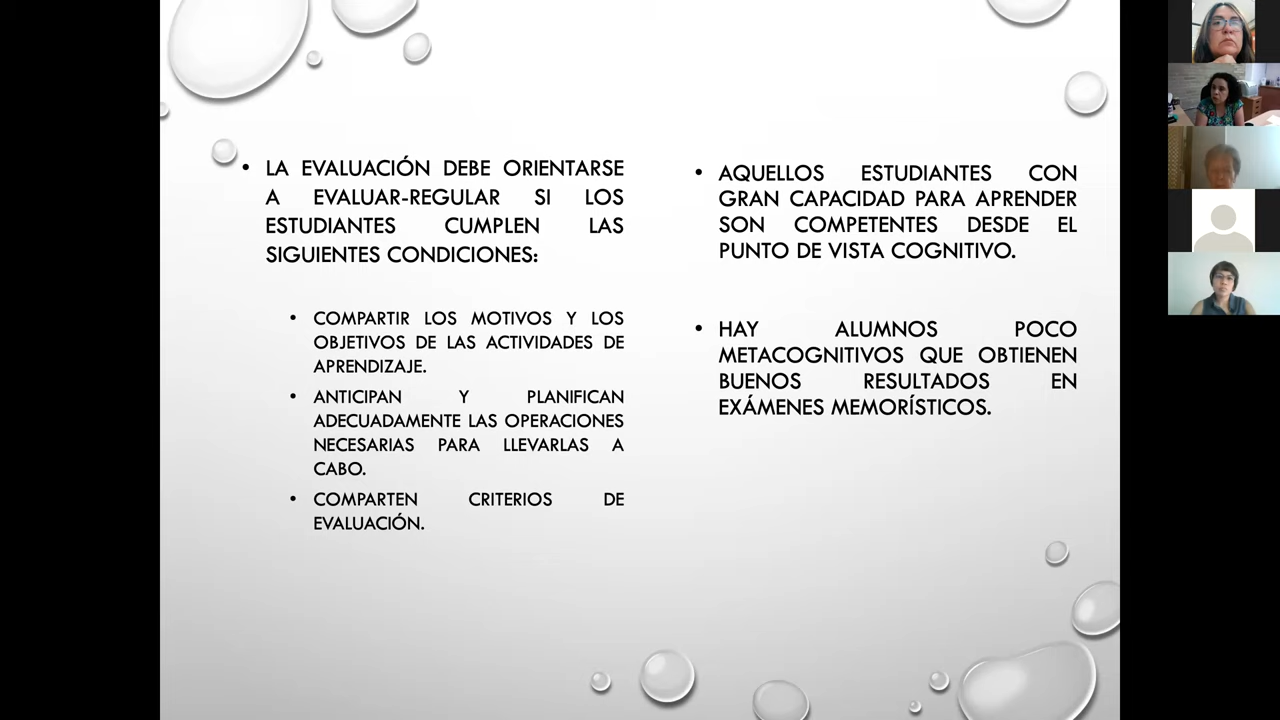 • LA EVALUACIÓN DEBE ORIENTARSE
A EVALUAR-REGULAR SI LOS
ESTUDIANTES CUMPLEN LAS
SIGUIENTES CONDICIONES:
• COMPARTIR LOS MOTIVOS Y LOS
OBJETIVOS DE LAS ACTIVIDADES DE
APRENDIZAJE.
• ANTICIPAN Y PLANIFICAN
ADECUADAMENTE LAS OPERACIONES
NECESARIAS PARA LLEVARLAS A
CABO.
• COMPARTEN CRITERIOS DE
EVALUACIÓN.
• AQUELLOS ESTUDIANTES CON
GRAN CAPACIDAD PARA APRENDER
SON COMPETENTES DESDE EL
PUNTO DE VISTA COGNITIVO.
• HAY ALUMNOS POCO
METACOGNITIVOS QUE OBTIENEN
BUENOS RESULTADOS EN
EXÁMENES MEMORÍSTICOS.